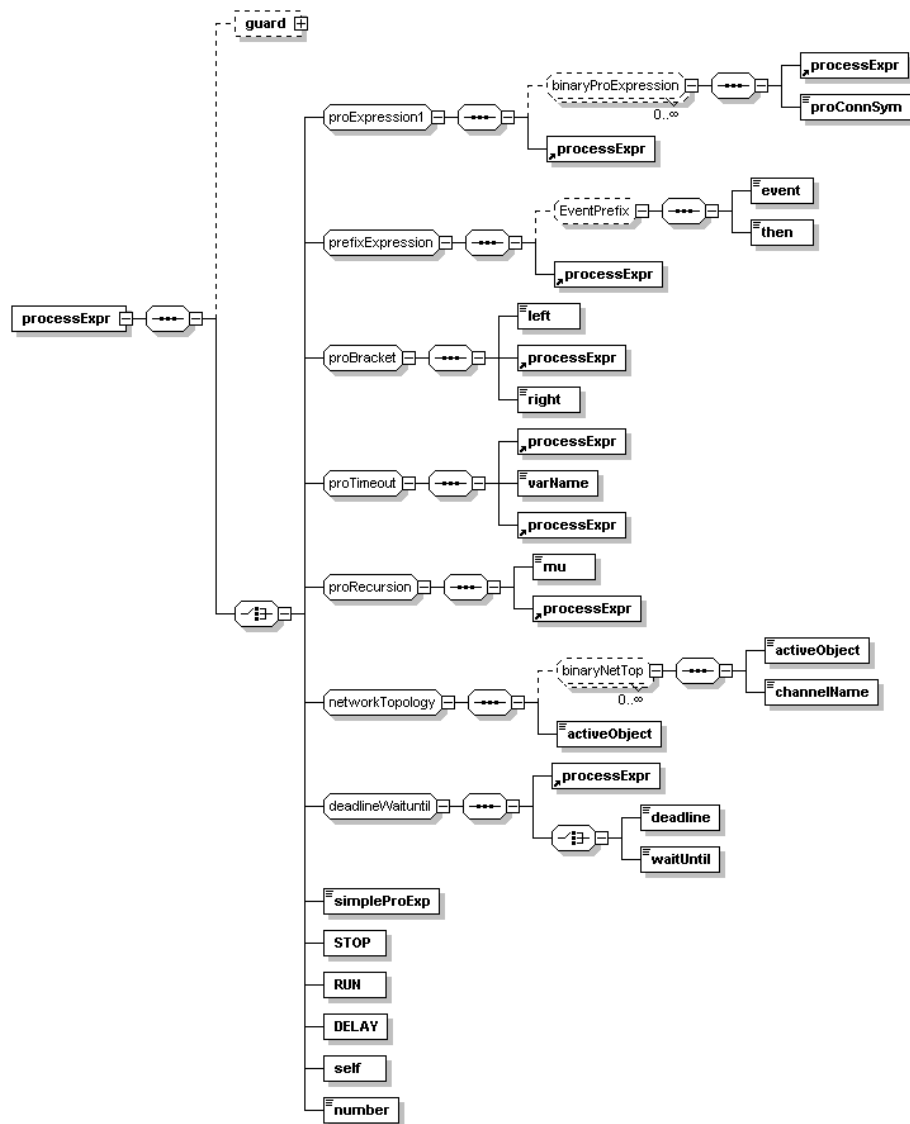 guard
binaryProExpression
0..∞
processExpr
proConnSym
proExpression1
processExpr
EventPrefix
event
then
prefixExpression
processExpr
processExpr
left
proBracket
processExpr
right
processExpr
proTimeout
varName
processExpr
mu
proRecursion
processExpr
binaryNetTop
0..∞
activeObject
channelName
networkTopology
activeObject
processExpr
deadlineWaituntil
deadline
waitUntil
simpleProExp
STOP
RUN
DELAY
self
number